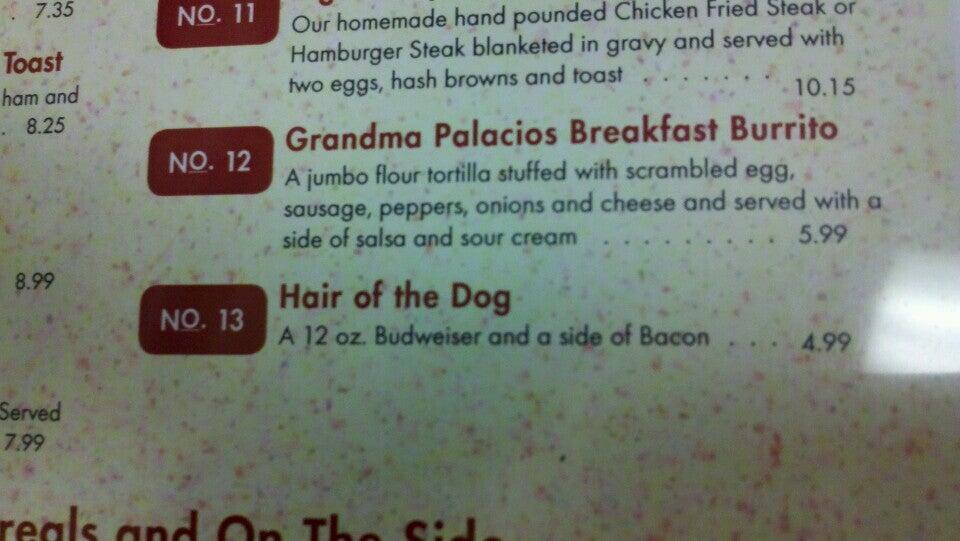 . 7.35
Toast
ham and
. 8.25
8.99
Served
7.99
NO. 11
Our homemade hand pounded Chicken Fried Steak or
Hamburger Steak blanketed in gravy and served with
two eggs, hash browns and toast . . . . . . . 10.15
NO. 12
Grandma Palacios Breakfast Burrito
A jumbo flour tortilla stuffed with scrambled egg,
sausage, peppers, onions and cheese and served with a
side of salsa and sour cream . . . . . . . . . 5.99
NO. 13
Hair of the Dog
A 12 oz. Budweiser and a side of Bacon . . . 4.99
reals and On The Side